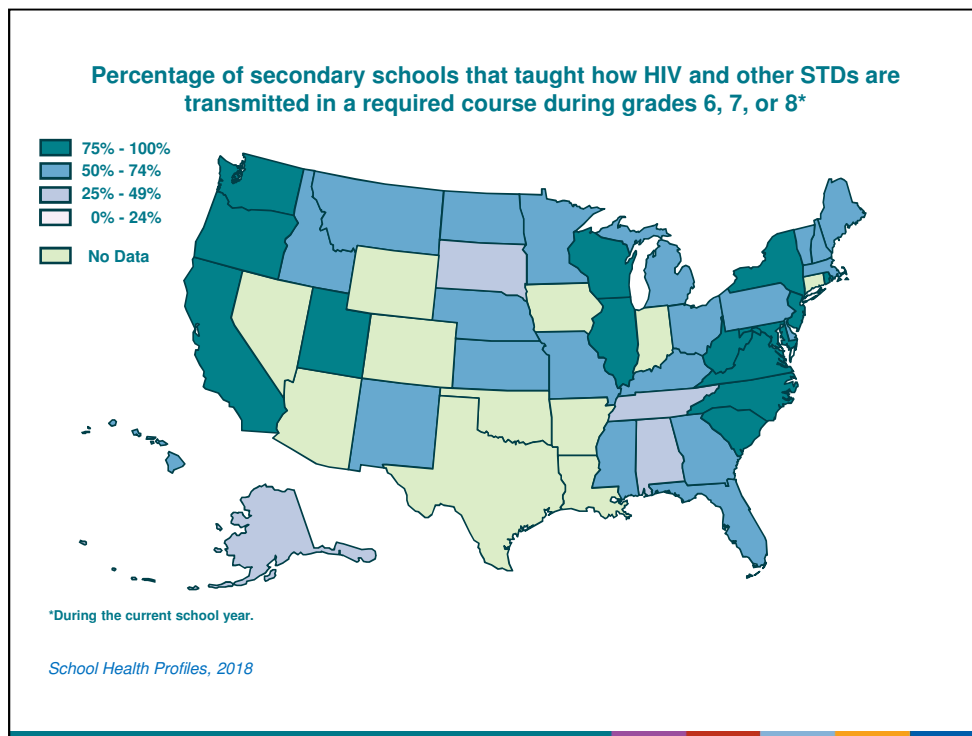 Percentage of secondary schools that taught how HIV and other STDs are
transmitted in a required course during grades 6, 7, or 8*
75% - 100%
50% - 74%
25% - 49%
0% - 24%
No Data
*During the current school year.
School Health Profiles, 2018